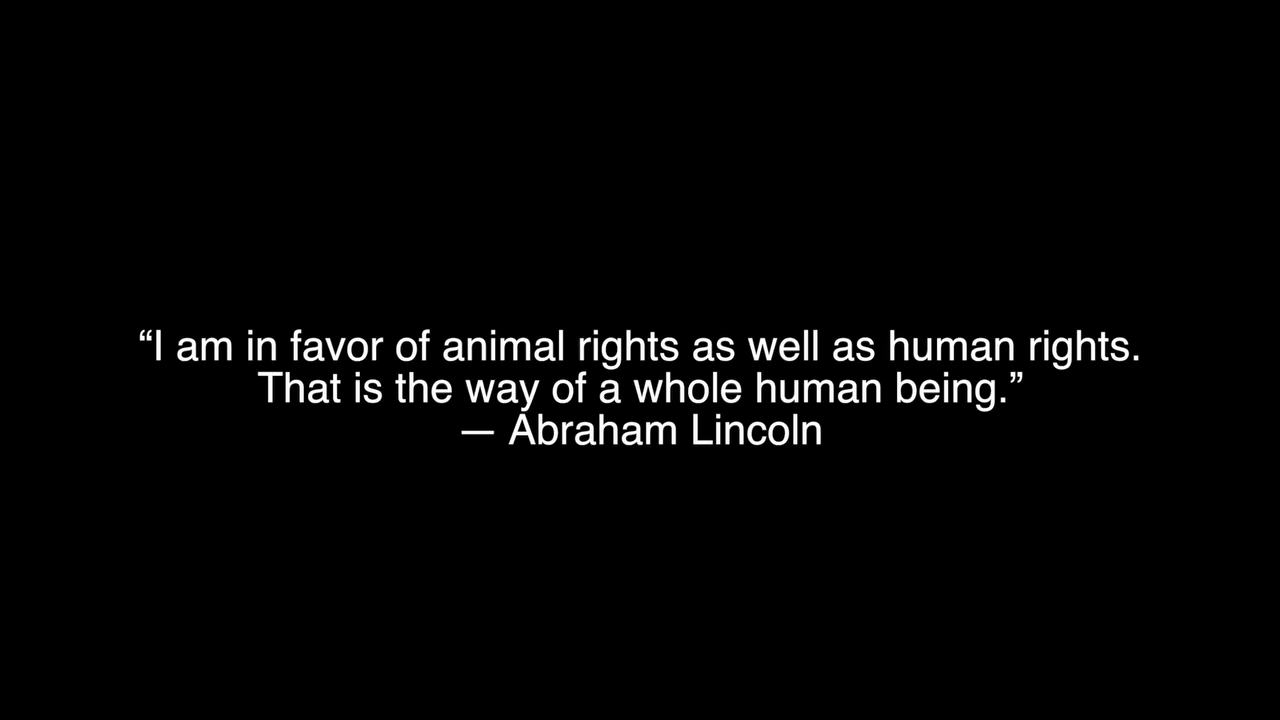 “I am in favor of animal rights as well as human rights.
That is the way of a whole human being.”
— Abraham Lincoln